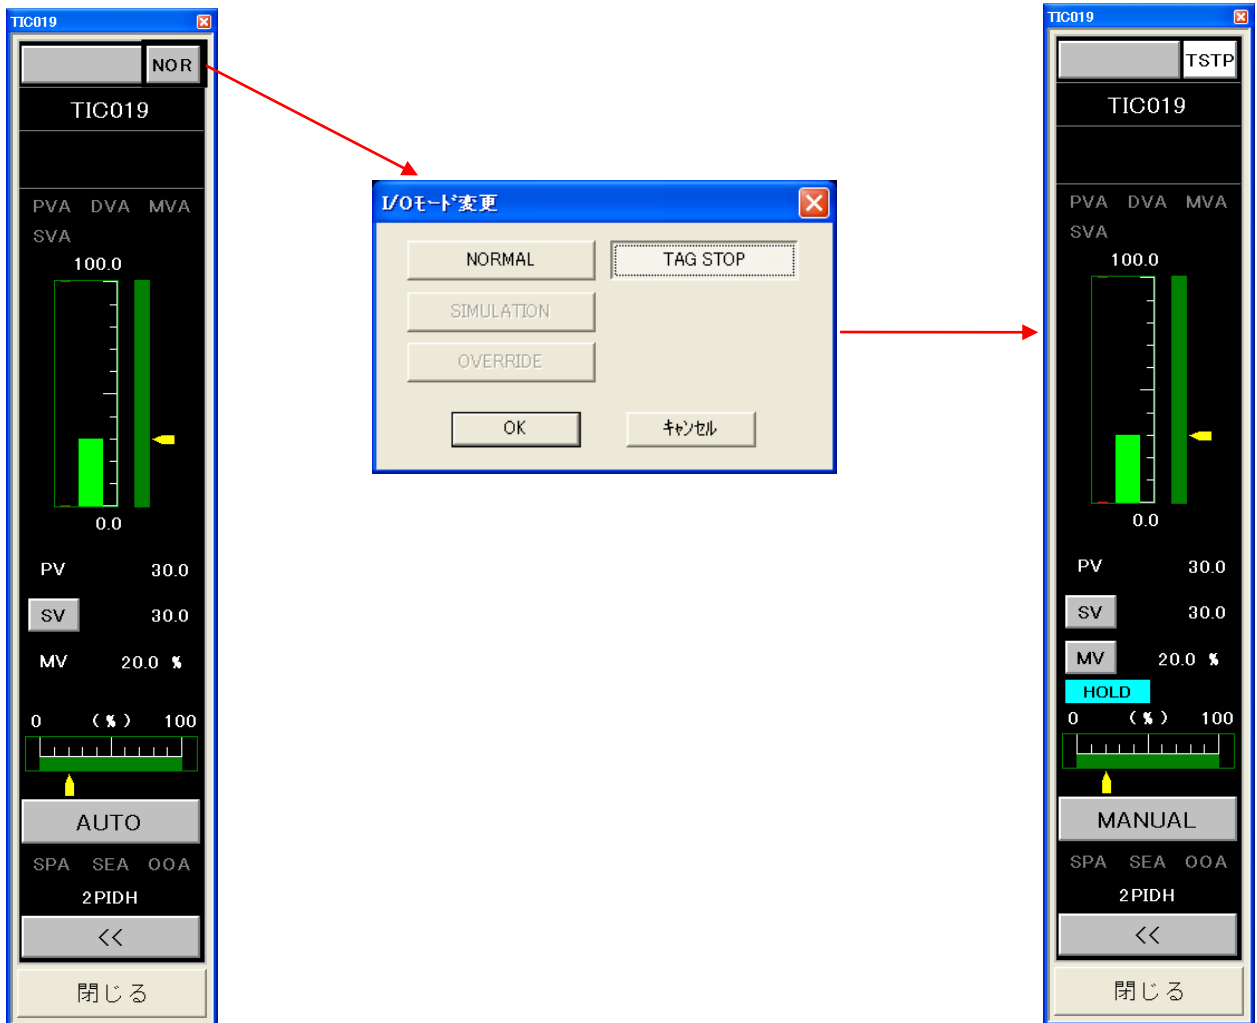 TIC019
NOR
TIC019
PVA DVA MVA
SVA
100.0
0.0
PV 30.0
SV 30.0
MV 20.0 %
0 (%) 100
AUTO
SPA SEA OOA
2PIDH
<<
閉じる
I/Oモード変更
NORMAL TAG STOP
SIMULATION
OVERRIDE
OK キャンセル
TIC019
TSTP
TIC019
PVA DVA MVA
SVA
100.0
0.0
PV 30.0
SV 30.0
MV 20.0 %
HOLD
0 (%) 100
MANUAL
SPA SEA OOA
2PIDH
<<
閉じる